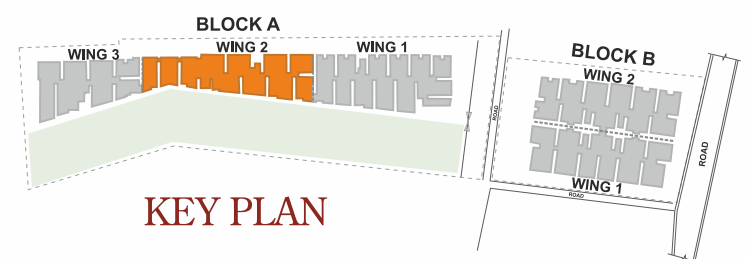 BLOCK A
WING 3
WING 2
WING 1
BLOCK B
WING 2
ROAD
ROAD
WING 1
ROAD
KEY PLAN